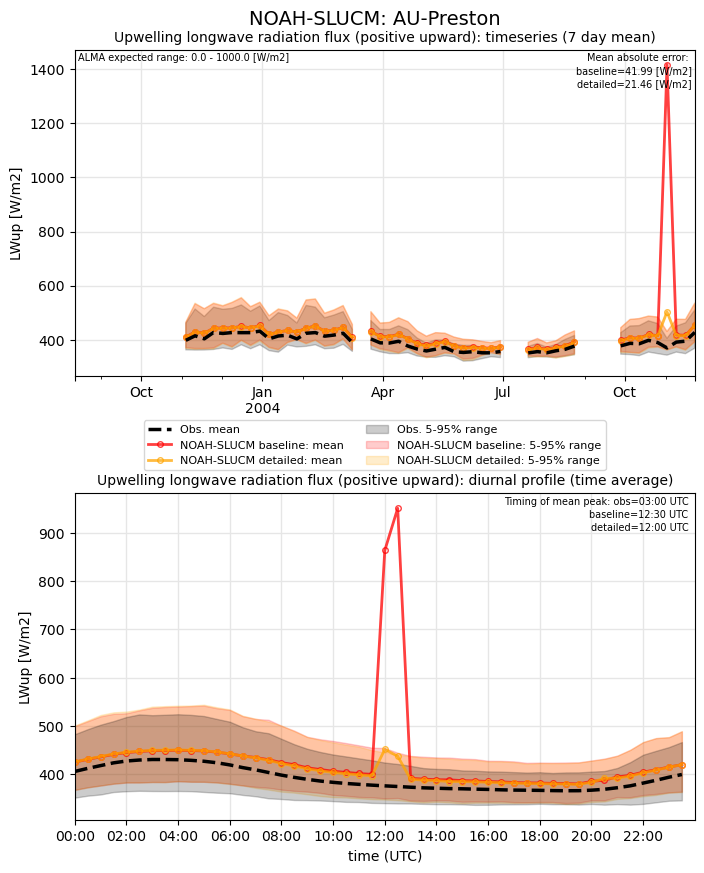 NOAH-SLUCM: AU-Preston
Upwelling longwave radiation flux (positive upward): timeseries (7 day mean)
ALMA expected range: 0.0 - 1000.0 [W/m2]
Mean absolute error:
baseline=41.99 [W/m2]
detailed=21.46 [W/m2]
1400
1200
1000
800
600
400
LWup [W/m2]
Oct
Jan
Apr
Jul
Oct
2004
Obs. mean
NOAH-SLUCM baseline: mean
NOAH-SLUCM detailed: mean
Obs. 5-95% range
NOAH-SLUCM baseline: 5-95% range
NOAH-SLUCM detailed: 5-95% range
Upwelling longwave radiation flux (positive upward): diurnal profile (time average)
Timing of mean peak: obs=03:00 UTC
baseline=12:30 UTC
detailed=12:00 UTC
900
800
700
600
500
400
LWup [W/m2]
00:00
02:00
04:00
06:00
08:00
10:00
12:00
14:00
16:00
18:00
20:00
22:00
time (UTC)